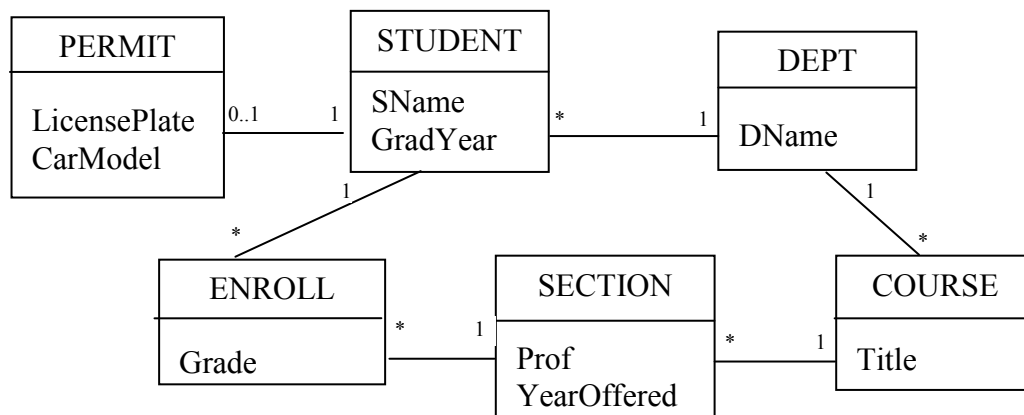 PERMIT
LicensePlate
CarModel
0..1
1
STUDENT
SName
GradYear
*
1
DEPT
DName
1
*
1
*
ENROLL
Grade
*
1
SECTION
Prof
YearOffered
*
1
COURSE
Title